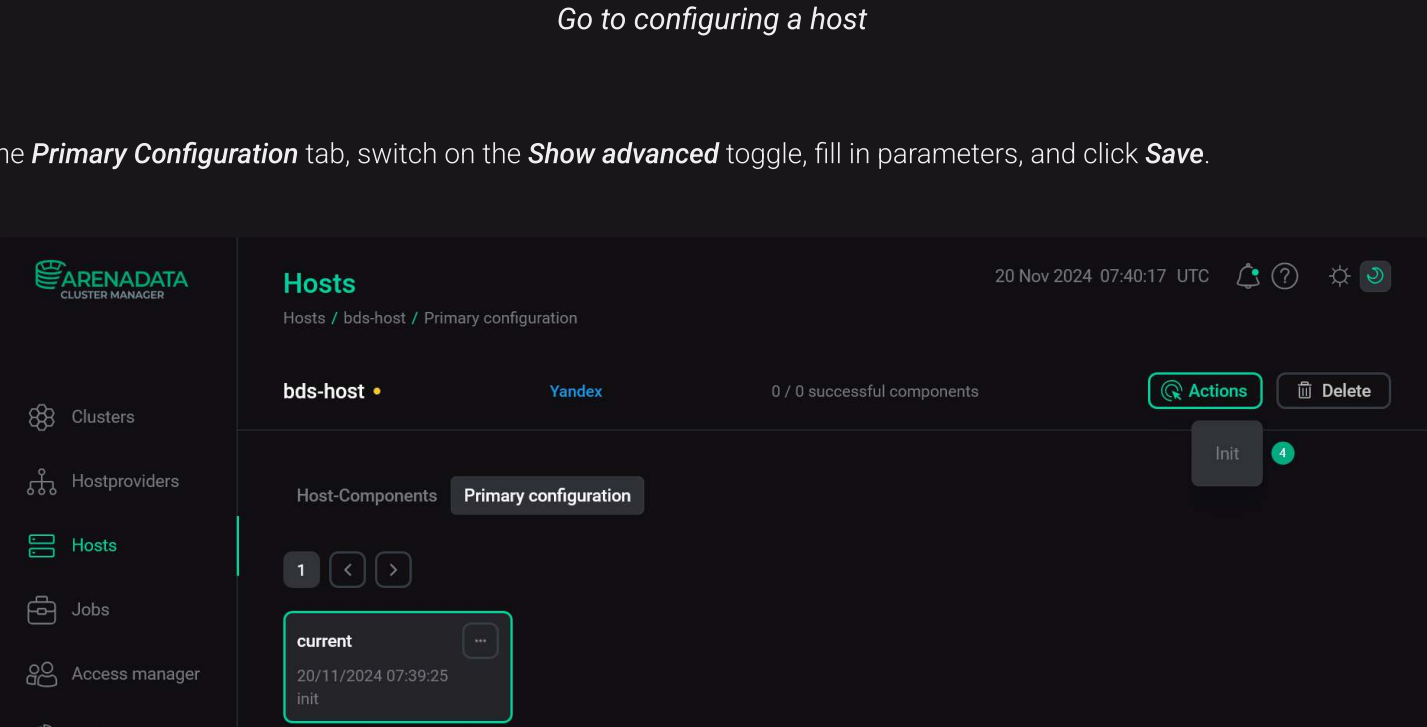 Go to configuring a host
Primary Configuration tab, switch on the Show advanced toggle, fill in parameters, and click Save.
ARENADATA
CLUSTER MANAGER
Hosts
20 Nov 2024 07:40:17 UTC
Hosts / bds-host / Primary configuration
bds-host
Yandex
0 / 0 successful components
Actions
Delete
Init
4
Clusters
Hostproviders
Hosts
Jobs
Access manager
Host-Components
Primary configuration
1
current
20/11/2024 07:39:25
init